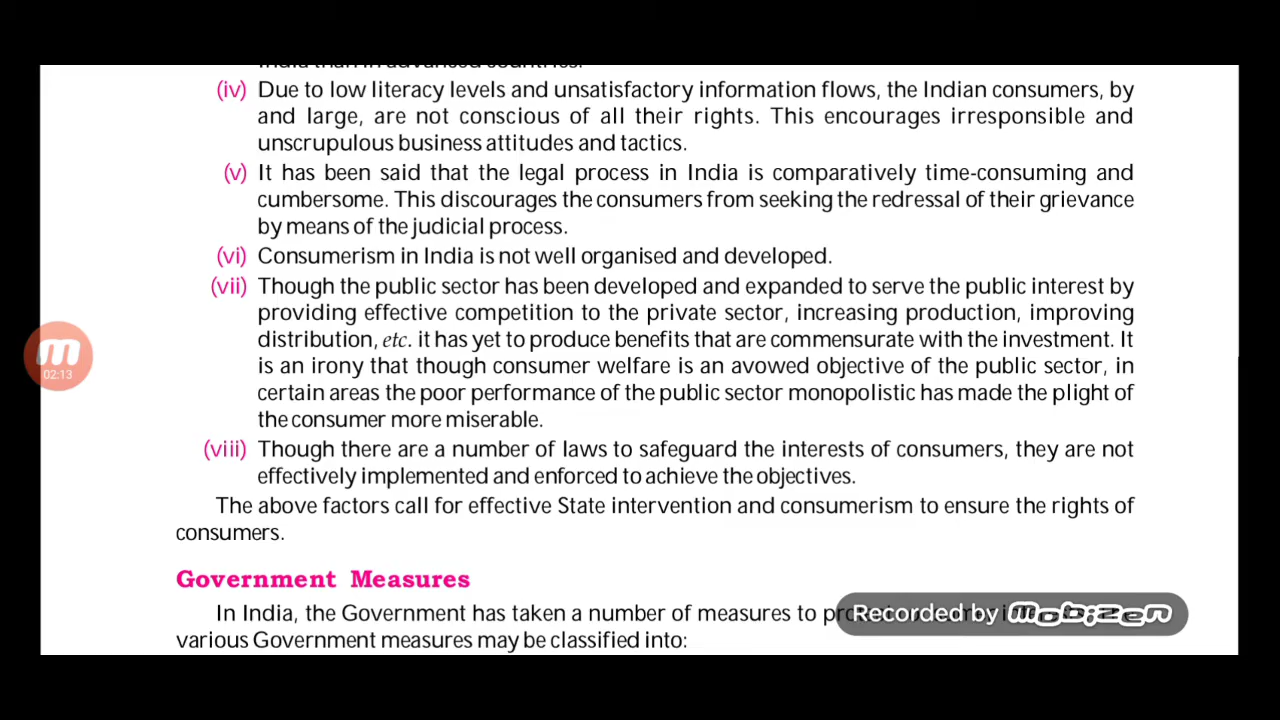 (iv) Due to low literacy levels and unsatisfactory information flows, the Indian consumers, by
and large, are not conscious of all their rights. This encourages irresponsible and
unscrupulous business attitudes and tactics.
(v) It has been said that the legal process in India is comparatively time-consuming and
cumbersome. This discourages the consumers from seeking the redressal of their grievance
by means of the judicial process.
(vi) Consumerism in India is not well organised and developed.
(vii) Though the public sector has been developed and expanded to serve the public interest by
providing effective competition to the private sector, increasing production, improving
distribution, etc. it has yet to produce benefits that are commensurate with the investment. It
is an irony that though consumer welfare is an avowed objective of the public sector, in
certain areas the poor performance of the public sector monopolistic has made the plight of
the consumer more miserable.
(viii) Though there are a number of laws to safeguard the interests of consumers, they are not
effectively implemented and enforced to achieve the objectives.
The above factors call for effective State intervention and consumerism to ensure the rights of
consumers.
Government Measures
In India, the Government has taken a number of measures to
various Government measures may be classified into:
M
02:13
Recorded by mobizen